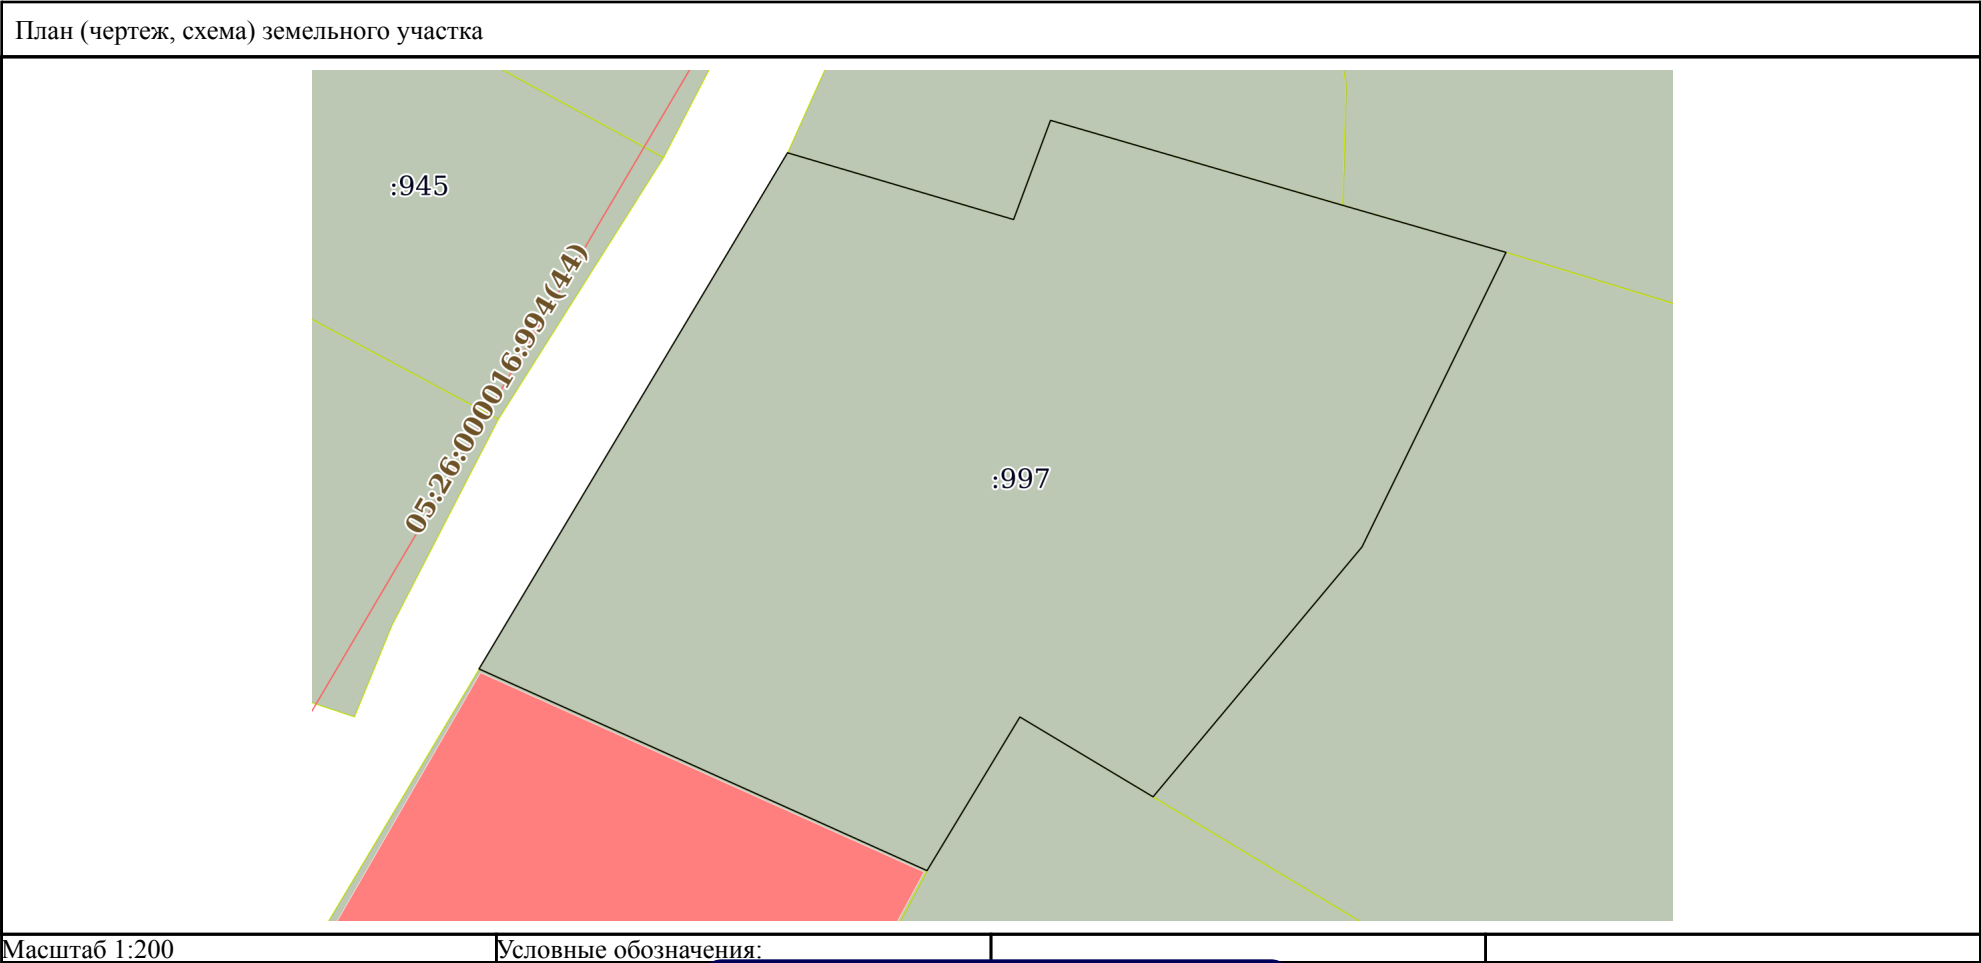 План (чертеж, схема) земельного участка
:945
05:26:000016:994(44)
:997
Масштаб 1:200
Условные обозначения: